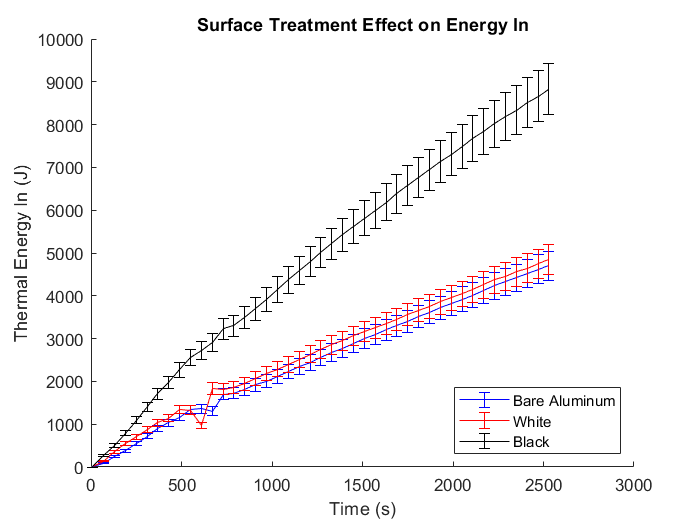 Surface Treatment Effect on Energy In
Thermal Energy In (J)
10000
9000
8000
7000
6000
5000
4000
3000
2000
1000
0
0 500 1000 1500 2000 2500 3000
Time (s)
Bare Aluminum
White
Black